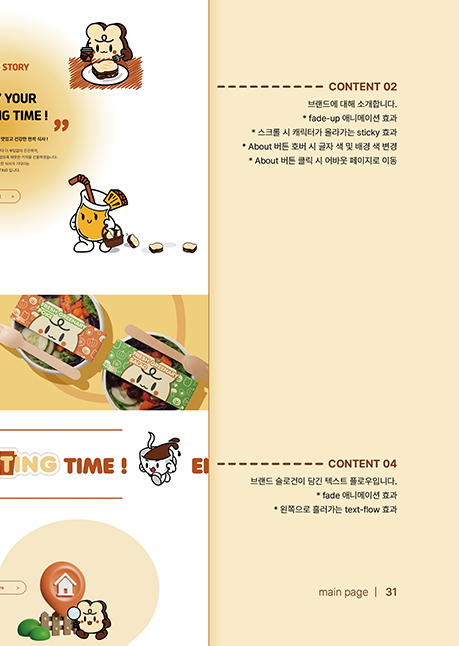 STORY
YOUR
NG TIME !
”
맛있고 건강한 한끼 식사 !
CONTENT 02
브랜드에 대해 소개합니다.
* fade-up 애니메이션 효과
* 스크롤 시 캐릭터가 올라가는 sticky 효과
* About 버튼 호버 시 글자 색 및 배경 색 변경
* About 버튼 클릭 시 어바웃 페이지로 이동
TING TIME !
CONTENT 04
브랜드 슬로건이 담긴 텍스트 플로우입니다.
* fade 애니메이션 효과
* 왼쪽으로 흘러가는 text-flow 효과
main page | 31